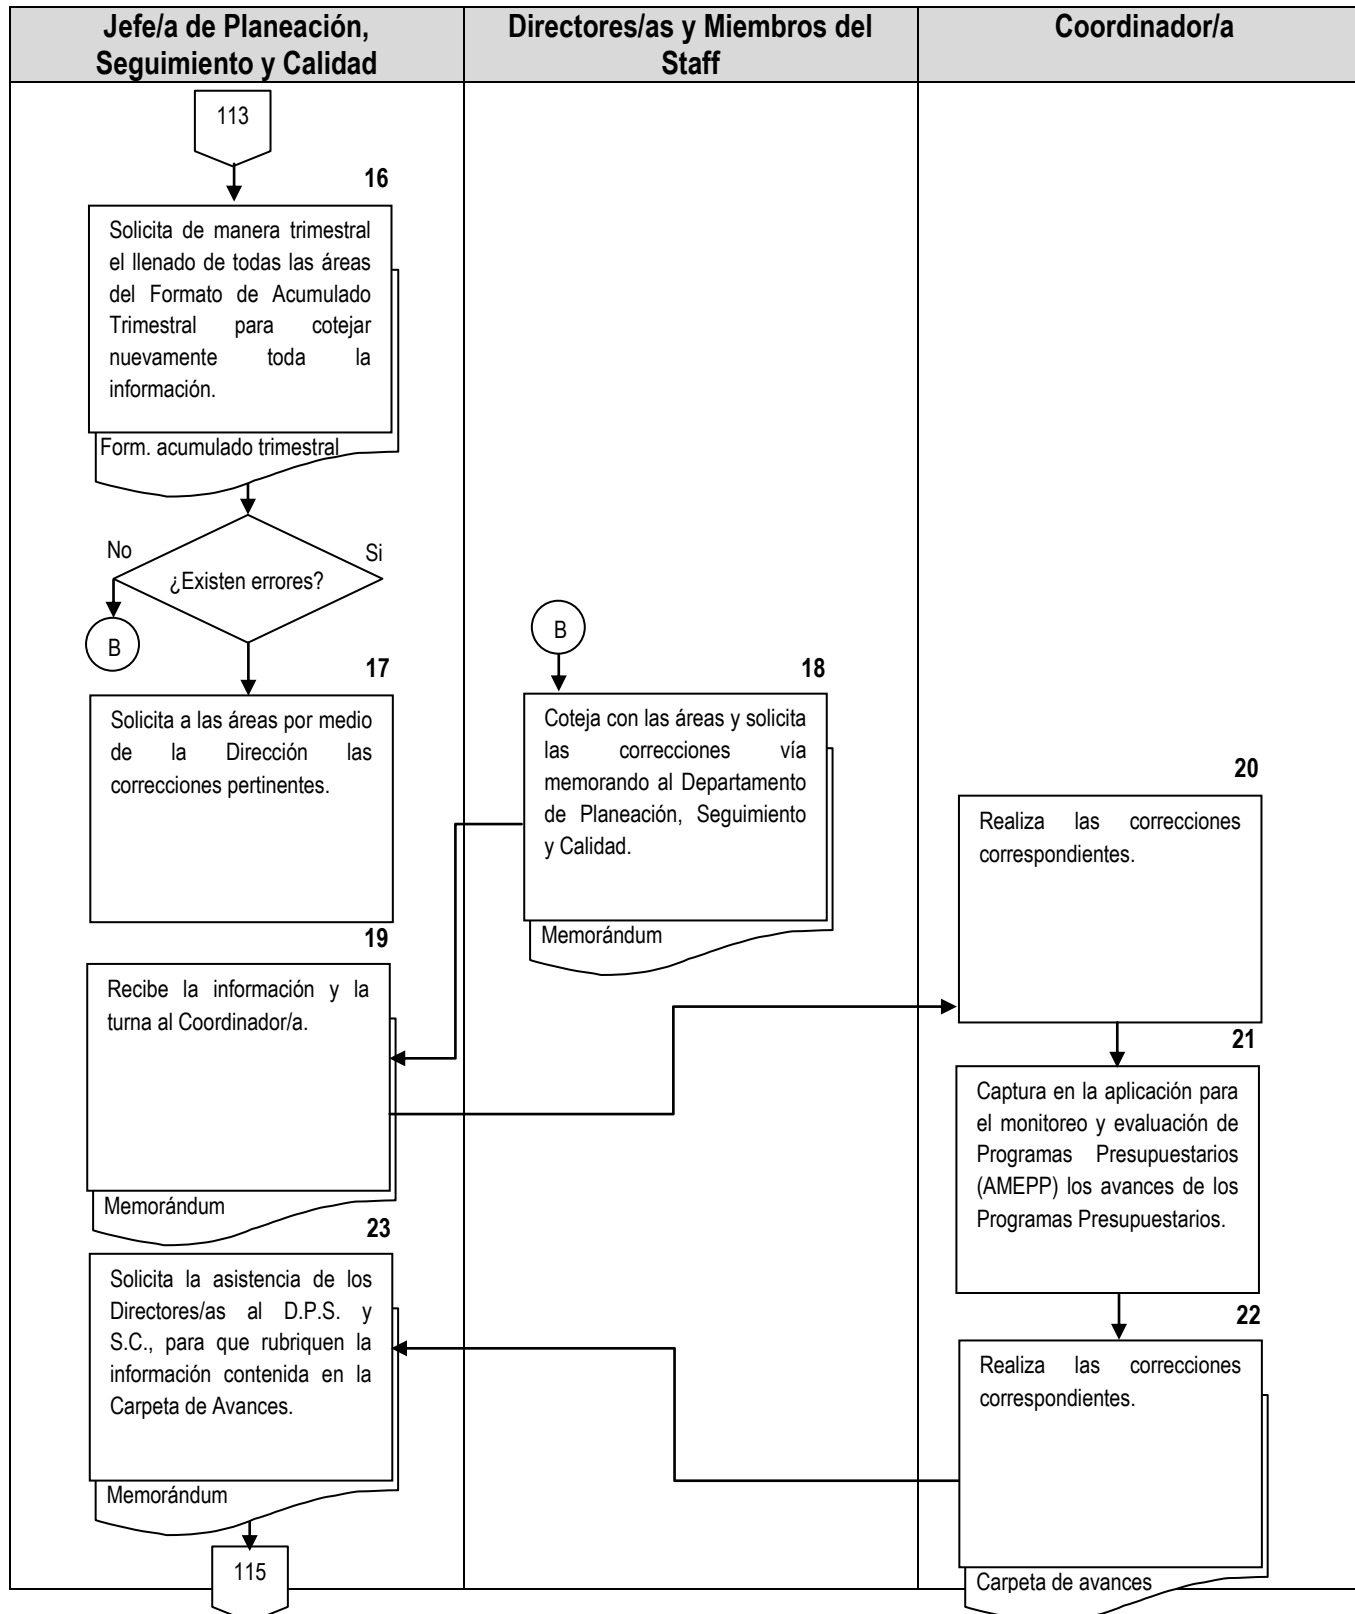 Jefe/a de Planeación,
Seguimiento y Calidad
Directores/as y Miembros del
Staff
Coordinador/a
113
16
Solicita de manera trimestral
el llenado de todas las áreas
del Formato de Acumulado
Trimestral para cotejar
nuevamente toda la
información.
Form. acumulado trimestral
No
Si
¿Existen errores?
B
17
Solicita a las áreas por medio
de la Dirección las
correcciones pertinentes.
B
18
Coteja con las áreas y solicita
las correcciones vía
memorando al Departamento
de Planeación, Seguimiento
y Calidad.
Memorándum
19
Recibe la información y la
turna al Coordinador/a.
Memorándum
20
Realiza las correcciones
correspondientes.
21
Captura en la aplicación para
el monitoreo y evaluación de
Programas Presupuestarios
(AMEPP) los avances de los
Programas Presupuestarios.
22
Realiza las correcciones
correspondientes.
Carpeta de avances
23
Solicita la asistencia de los
Directores/as al D.P.S. y
S.C., para que rubriquen la
información contenida en la
Carpeta de Avances.
Memorándum
115